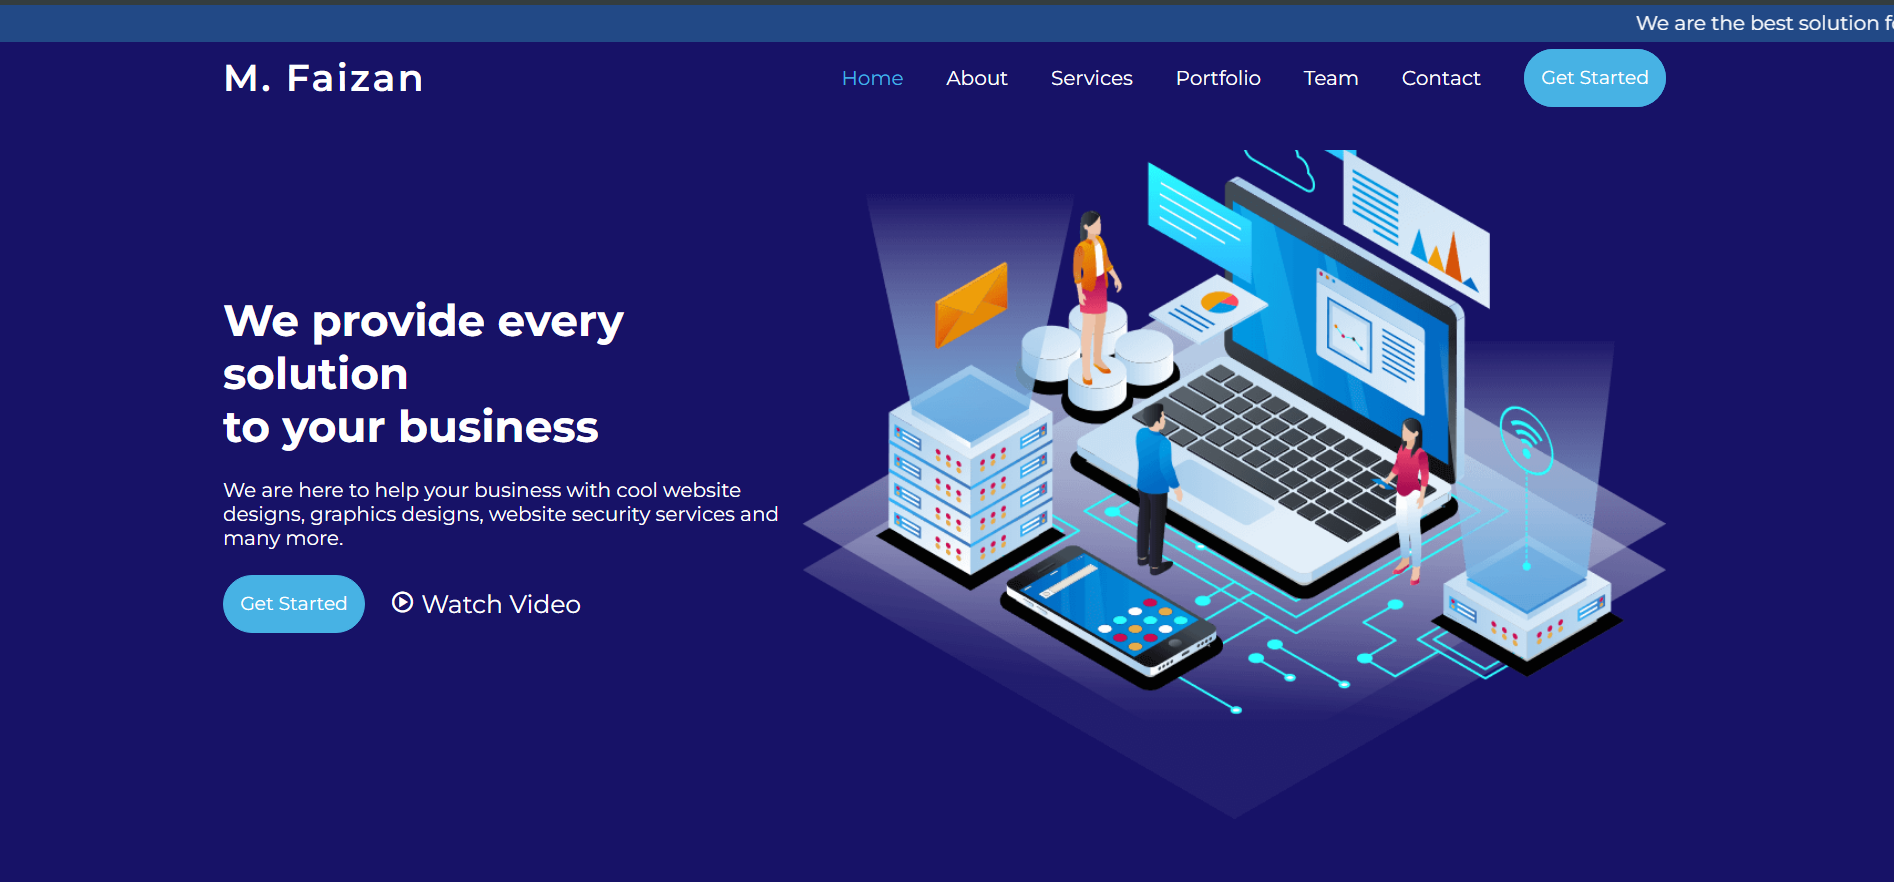 We are the best solution
M. Faizan
Home About Services Portfolio Team Contact Get Started
We provide every
solution
to your business
We are here to help your business with cool website
designs, graphics designs, website security services and
many more.
Get Started Watch Video